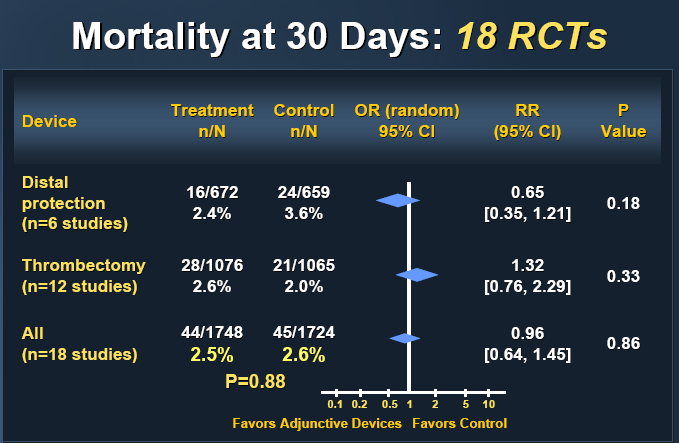 Mortality at 30 Days: 18 RCTs
Device
Treatment
n/N
Control
n/N
OR (random)
95% CI
RR
(95% CI)
P
Value
Distal
protection
(n=6 studies)
16/672
2.4%
24/659
3.6%
0.65
[0.35, 1.21]
0.18
Thrombectomy
(n=12 studies)
28/1076
2.6%
21/1065
2.0%
1.32
[0.76, 2.29]
0.33
All
(n=18 studies)
44/1748
2.5%
45/1724
2.6%
0.96
[0.64, 1.45]
0.86
P=0.88
0.1 0.2 0.5 1 2 5 10
Favors Adjunctive Devices Favors Control